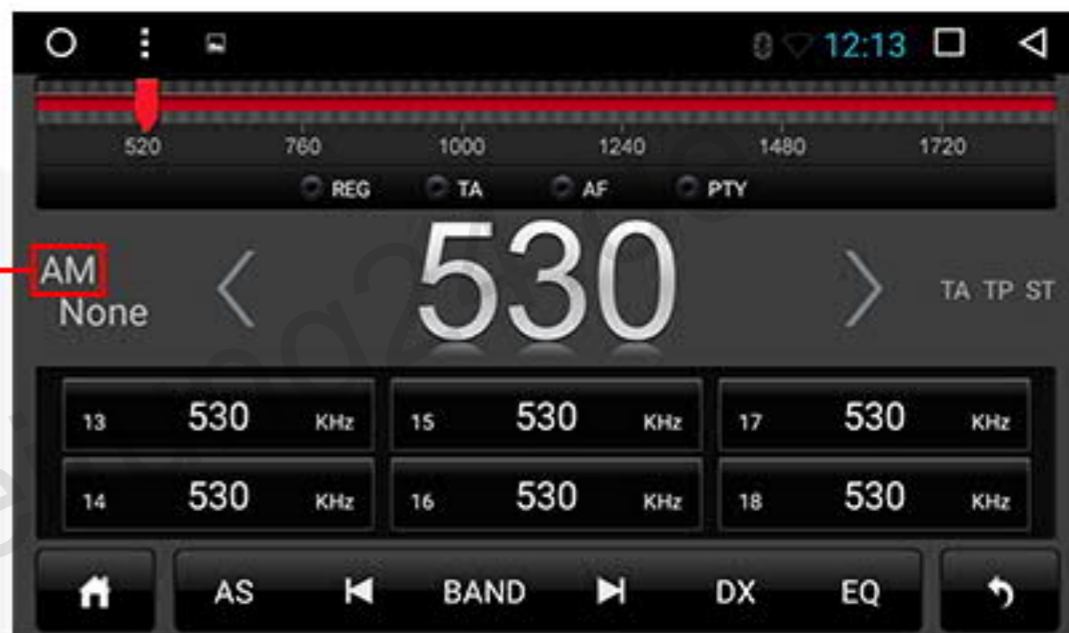 12:13
520 760 1000 1240 1480 1720
REG TA AF PTY
AM
530
TA TP ST
None
13 530 KHz 15 530 KHz 17 530 KHz
14 530 KHz 16 530 KHz 18 530 KHz
AS BAND DX EQ